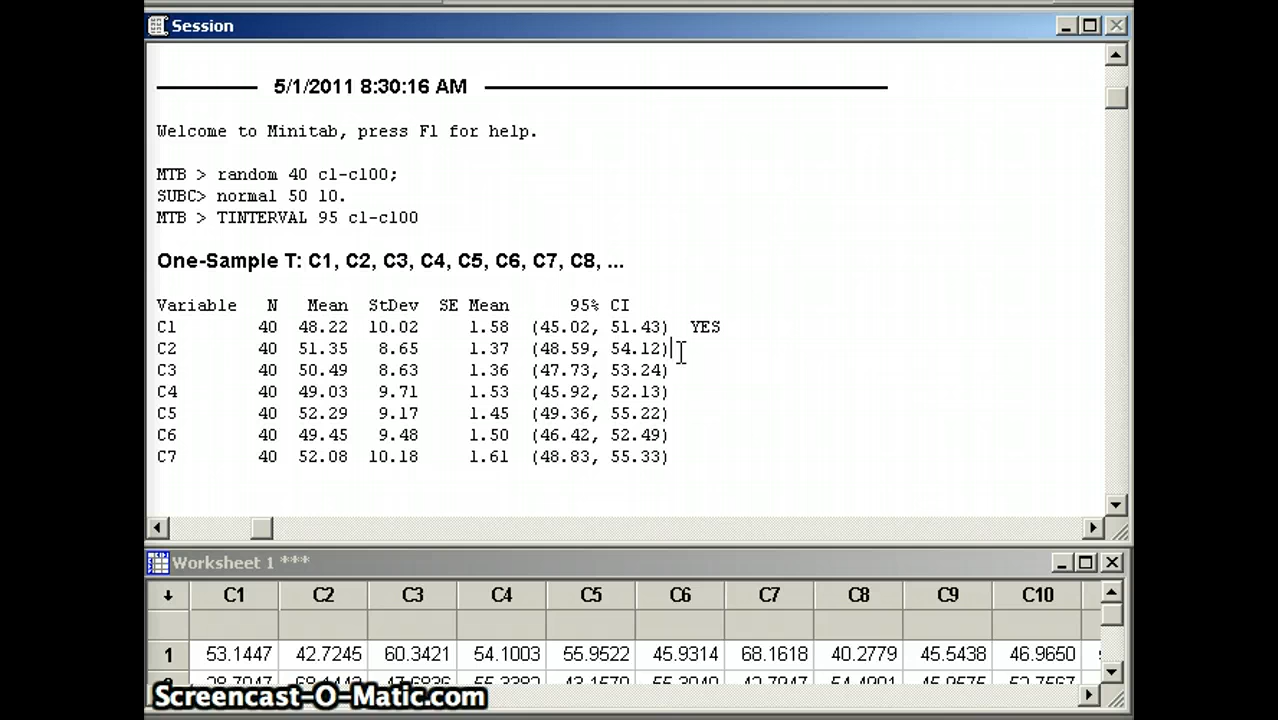 Session
5/1/2011 8:30:16 AM
Welcome to Minitab, press F1 for help.
MTB > random 40 c1-c100;
SUBC> normal 50 10.
MTB > TINTERVAL 95 c1-c100
One-Sample T: C1, C2, C3, C4, C5, C6, C7, C8, ...
Variable N Mean StDev SE Mean 95% CI
C1 40 48.22 10.02 1.58 (45.02, 51.43) YES
C2 40 51.35 8.65 1.37 (48.59, 54.12)
C3 40 50.49 8.63 1.36 (47.73, 53.24)
C4 40 49.03 9.71 1.53 (45.92, 52.13)
C5 40 52.29 9.17 1.45 (49.36, 55.22)
C6 40 49.45 9.48 1.50 (46.42, 52.49)
C7 40 52.08 10.18 1.61 (48.83, 55.33)
Worksheet 1 ***
C1 C2 C3 C4 C5 C6 C7 C8 C9 C10
1 53.1447 42.7245 60.3421 54.1003 55.9522 45.9314 68.1618 40.2779 45.5438 46.9650
Screencast-O-Matic.com